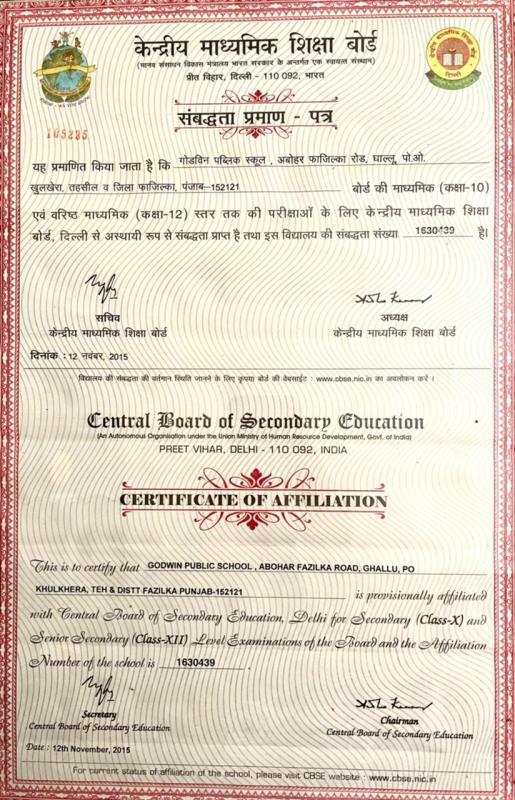 केन्द्रीय माध्यमिक शिक्षा बोर्ड
(मानव संसाधन विकास मंत्रालय भारत सरकार के अन्तर्गत एक स्वायत्त संस्थान)
प्रीत विहार, दिल्ली - 110 092, भारत
संबद्धता प्रमाण - पत्र
105235
यह प्रमाणित किया जाता है कि गोडविन पब्लिक स्कूल , अबोहर फाजिल्का रोड, घाल्लू, पो.ओ.
खुलखेरा, तहसील व जिला फाजिल्का, पंजाब-152121 बोर्ड की माध्यमिक (कक्षा-10)
एवं वरिष्ठ माध्यमिक (कक्षा-12) स्तर तक की परीक्षाओं के लिए केन्द्रीय माध्यमिक शिक्षा
बोर्ड, दिल्ली से अस्थायी रूप से संबद्धता प्राप्त है तथा इस विद्यालय की संबद्धता संख्या 1630439 है।
सचिव अध्यक्ष
केन्द्रीय माध्यमिक शिक्षा बोर्ड केन्द्रीय माध्यमिक शिक्षा बोर्ड
दिनांक : 12 नवंबर, 2015
विद्यालय की संबद्धता की वर्तमान स्थिति जानने के लिए कृपया बोर्ड की वेबसाईट : www.cbse.nic.in का अवलोकन करें ।
Central Board of Secondary Education
(An Autonomous Organisation under the Union Ministry of Human Resource Development, Govt. of India)
PREET VIHAR, DELHI - 110 092, INDIA
CERTIFICATE OF AFFILIATION
This is to certify that GODWIN PUBLIC SCHOOL , ABOHAR FAZILKA ROAD, GHALLU, PO
KHULKHERA, TEH & DISTT FAZILKA PUNJAB-152121 is provisionally affiliated
with Central Board of Secondary Education, Delhi for Secondary (Class-X) and
Senior Secondary (Class-XII) Level Examinations of the Board and the Affiliation
Number of the school is 1630439
Secretary Chairman
Central Board of Secondary Education Central Board of Secondary Education
Date : 12th November, 2015
For current status of affiliation of the school, please visit CBSE website : www.cbse.nic.in